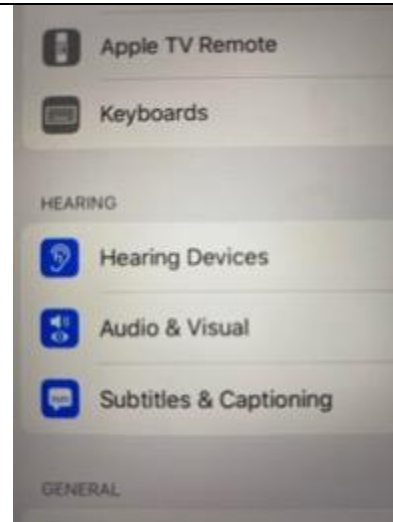 Apple TV Remote
Keyboards
HEARING
Hearing Devices
Audio & Visual
Subtitles & Captioning
GENERAL